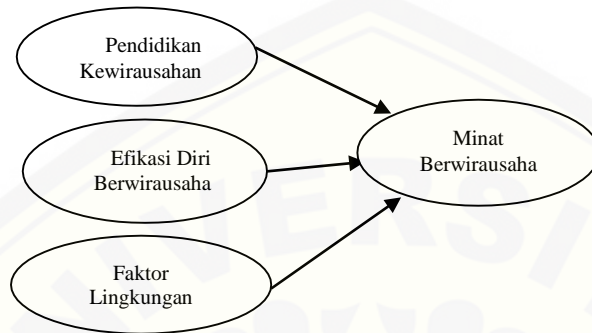 Pendidikan
Kewirausahan
Efikasi Diri
Berwirausaha
Minat
Berwirausaha
Faktor
Lingkungan